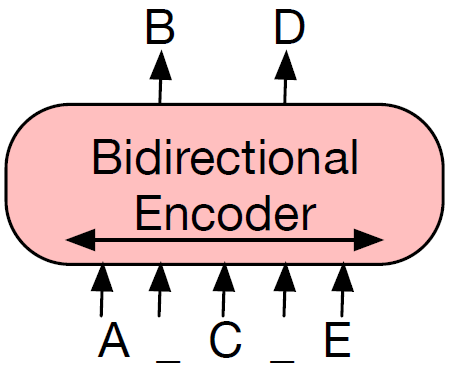 B D
Bidirectional
Encoder
A _ C _ E